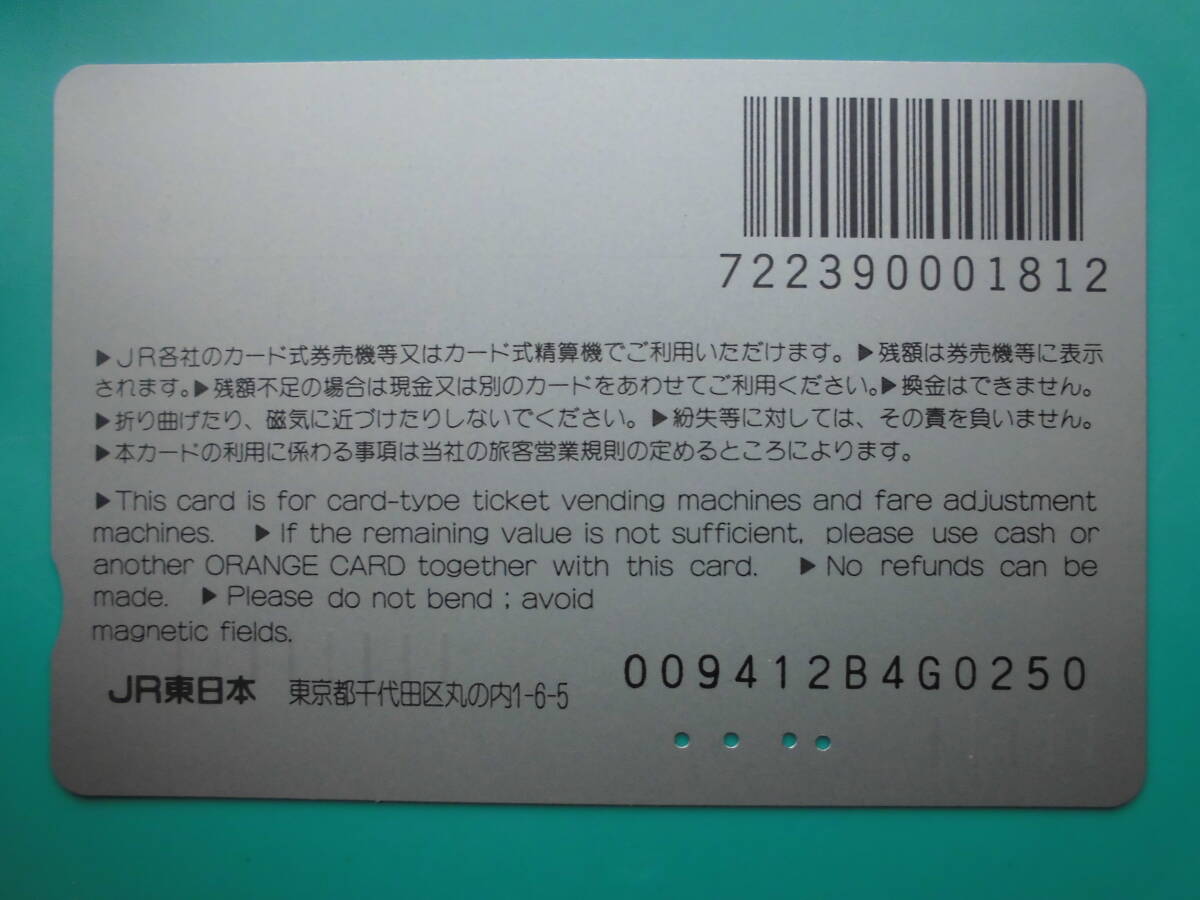 722390001812
▶JR各社のカード式券売機等又はカード式精算機でご利用いただけます。▶残額は券売機等に表示
されます。▶残額不足の場合は現金又は別のカードをあわせてご利用ください。▶換金はできません。
▶折り曲げたり、磁気に近づけたりしないでください。▶紛失等に対しては、その責を負いません。
▶本カードの利用に係わる事項は当社の旅客営業規則の定めるところによります。
▶This card is for card-type ticket vending machines and fare adjustment
machines. ▶If the remaining value is not sufficient, please use cash or
another ORANGE CARD together with this card. ▶No refunds can be
made. ▶Please do not bend ; avoid
magnetic fields.
009412B4G0250
JR東日本 東京都千代田区丸の内1-6-5